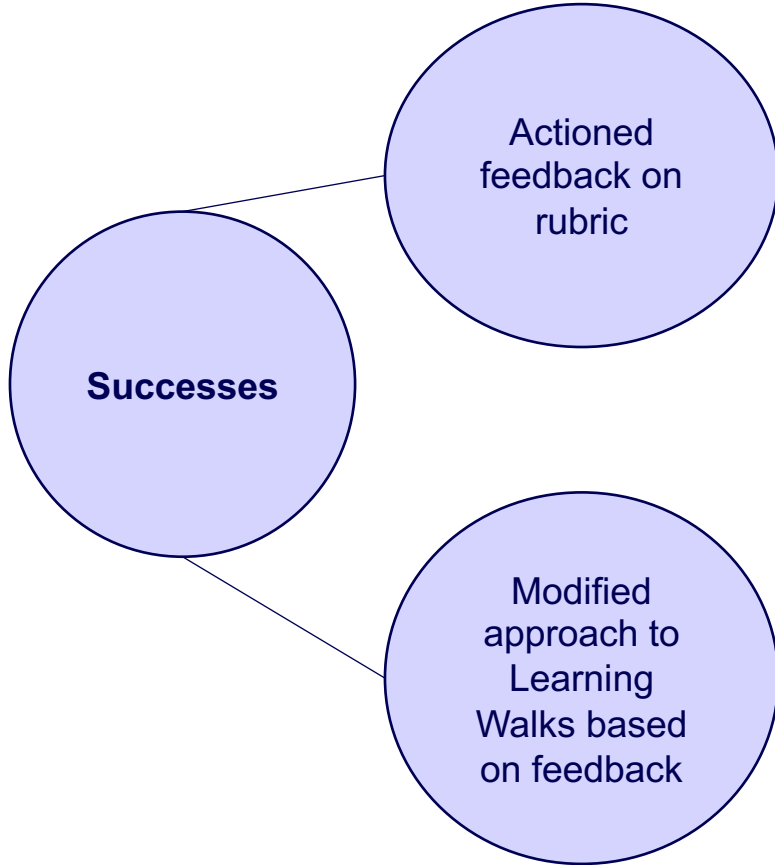 Actioned
feedback on
rubric
Successes
Modified
approach to
Learning
Walks based
on feedback